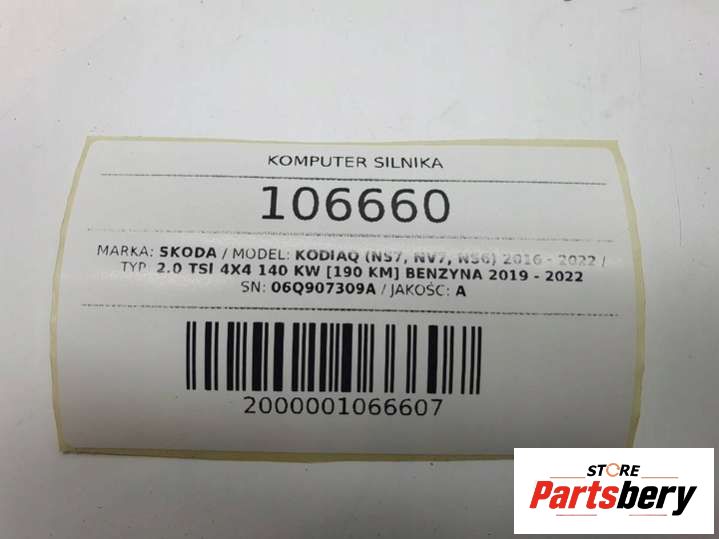 KOMPUTER SILNIKA
106660
MARKA: SKODA / MODEL: KODIAQ (NS7, NV7, NS6) 2016 - 2022 /
TYP: 2.0 TSI 4X4 140 KW [190 KM] BENZYNA 2019 - 2022
SN: 06Q907309A / JAKOŚĆ: A
2000001066607
STORE
Partsbery